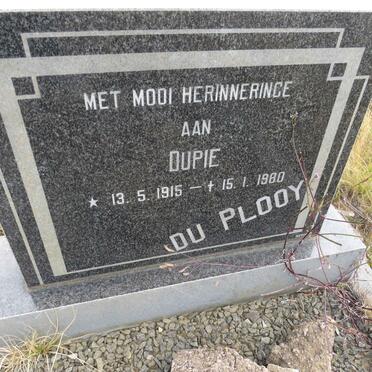 MET MOOI HERINNERINGE
AAN
DUPIE
* 13. 5. 1915 – † 15. 1. 1980
DU PLOOY